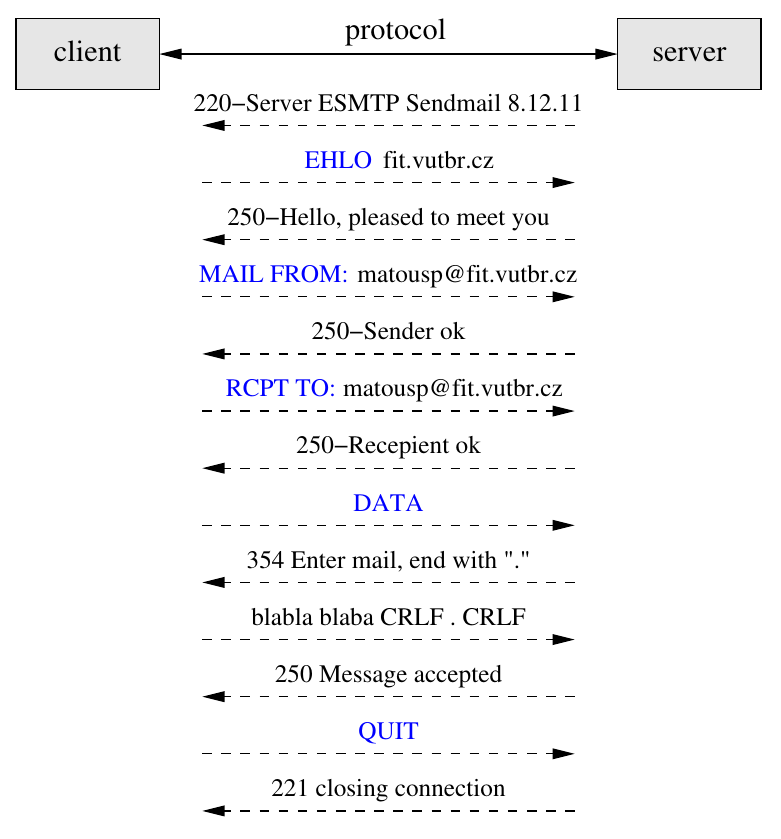 client
protocol
server
220–Server ESMTP Sendmail 8.12.11
EHLO fit.vutbr.cz
250–Hello, pleased to meet you
MAIL FROM: matousp@fit.vutbr.cz
250–Sender ok
RCPT TO: matousp@fit.vutbr.cz
250–Recepient ok
DATA
354 Enter mail, end with "."
blabla blaba CRLF . CRLF
250 Message accepted
QUIT
221 closing connection